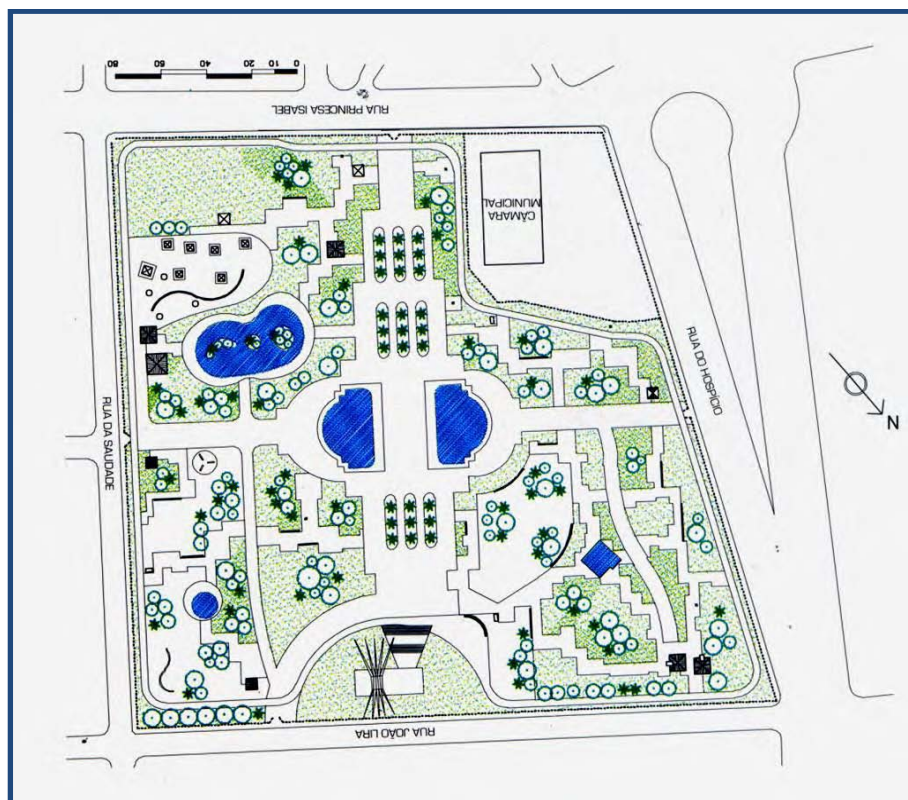 80 60 40 20 10 0
RUA PRINCESA ISABEL
CÂMARA
MUNICIPAL
RUA DO HOSPÍCIO
RUA DA SAUDADE
N
RUA JOÃO LIRA